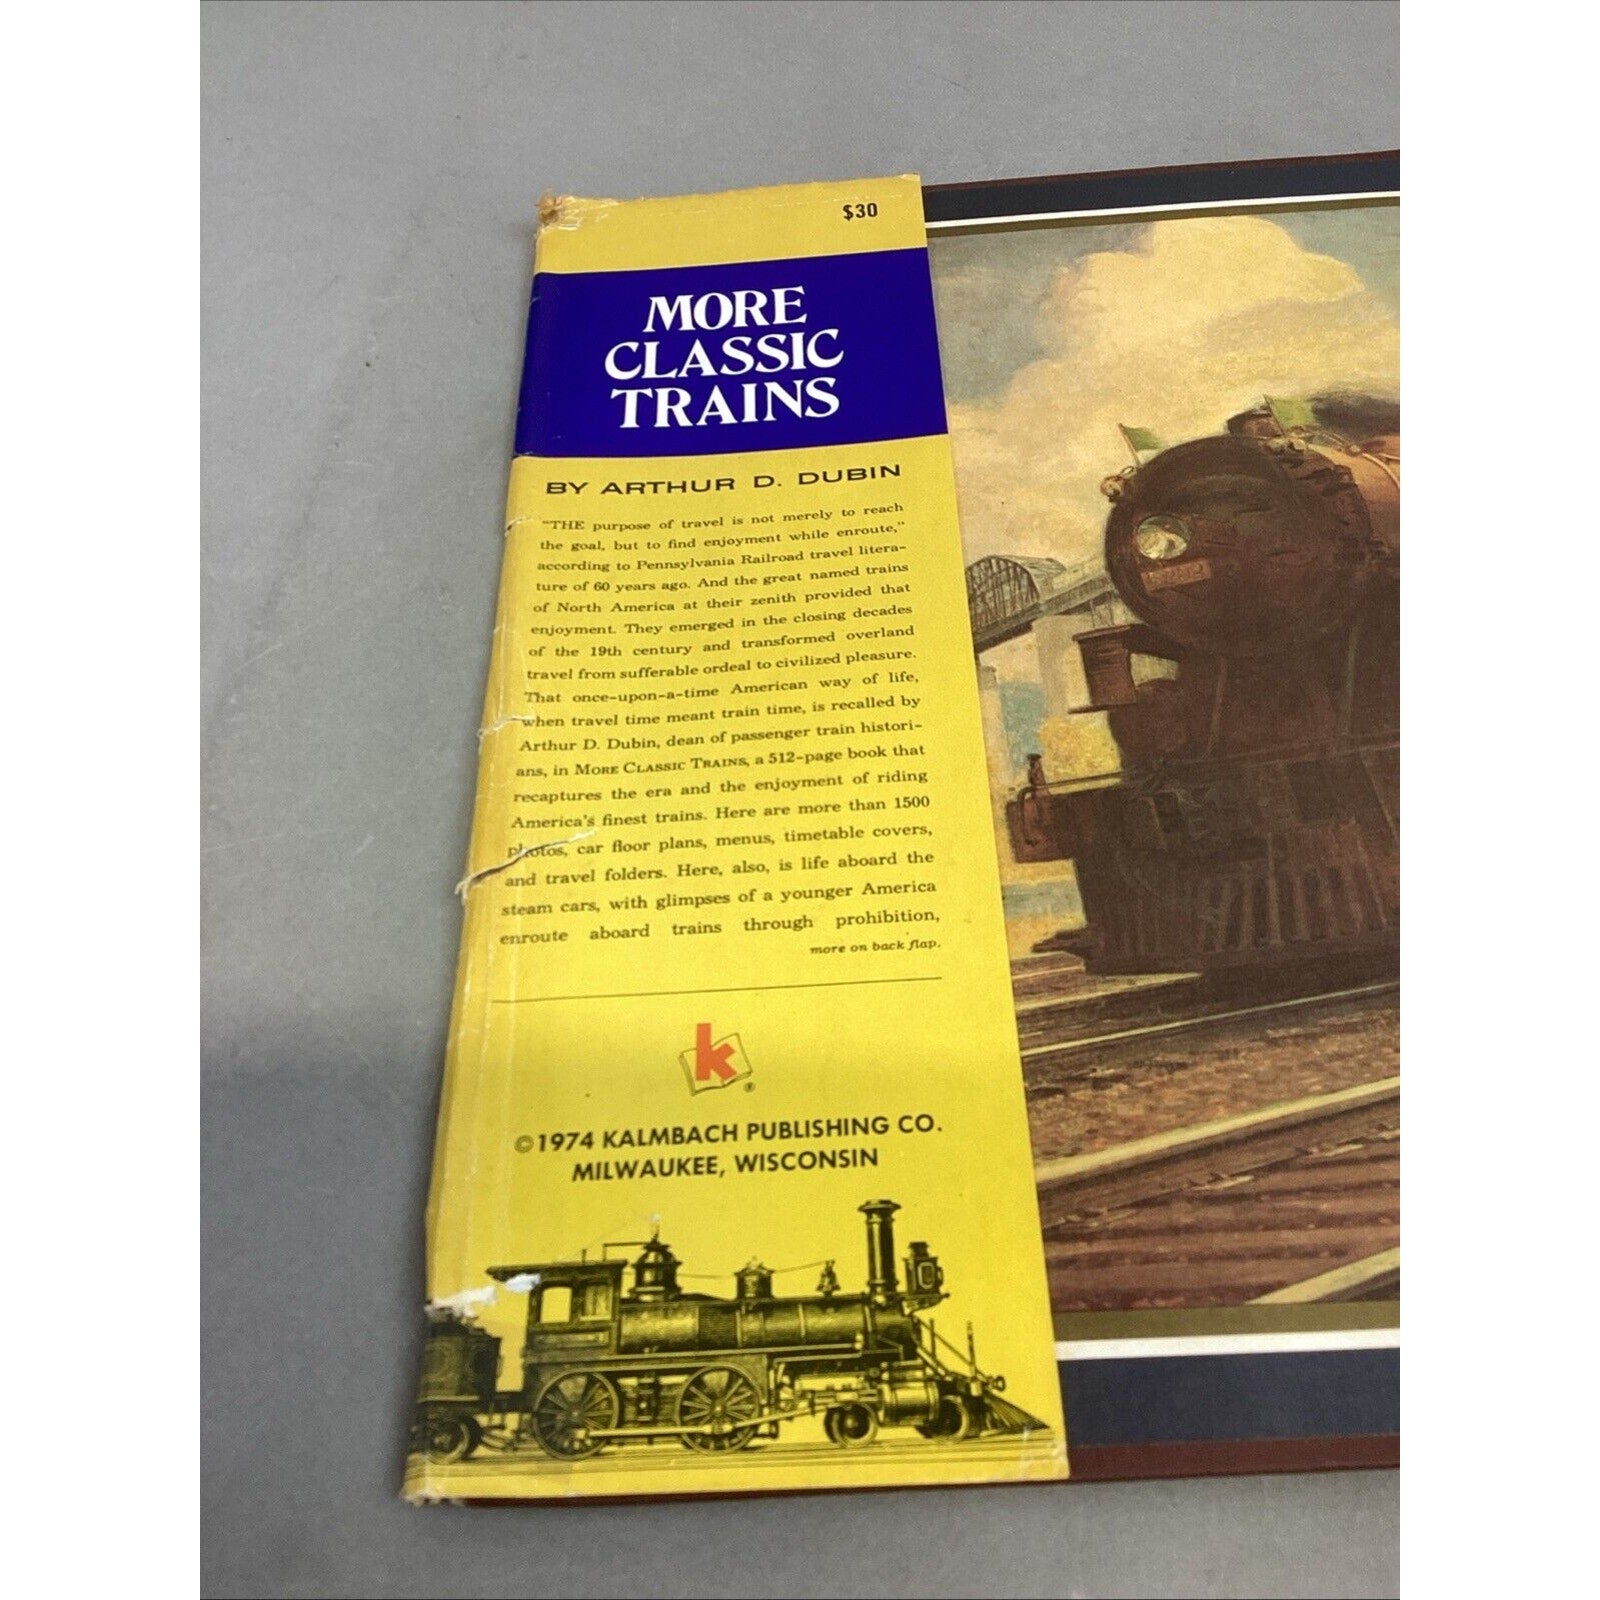 $30
MORE
CLASSIC
TRAINS
BY ARTHUR D. DUBIN
"THE purpose of travel is not merely to reach
the goal, but to find enjoyment while enroute,"
according to Pennsylvania Railroad travel litera-
ture of 60 years ago. And the great named trains
of North America at their zenith provided that
enjoyment. They emerged in the closing decades
of the 19th century and transformed overland
travel from sufferable ordeal to civilized pleasure.
That once-upon-a-time American way of life,
when travel time meant train time, is recalled by
Arthur D. Dubin, dean of passenger train histori-
ans, in MORE CLASSIC TRAINS, a 512-page book that
recaptures the era and the enjoyment of riding
America's finest trains. Here are more than 1500
photos, car floor plans, menus, timetable covers,
and travel folders. Here, also, is life aboard the
steam cars, with glimpses of a younger America
enroute aboard trains through prohibition,
more on back flap.
k
®
©1974 KALMBACH PUBLISHING CO.
MILWAUKEE, WISCONSIN